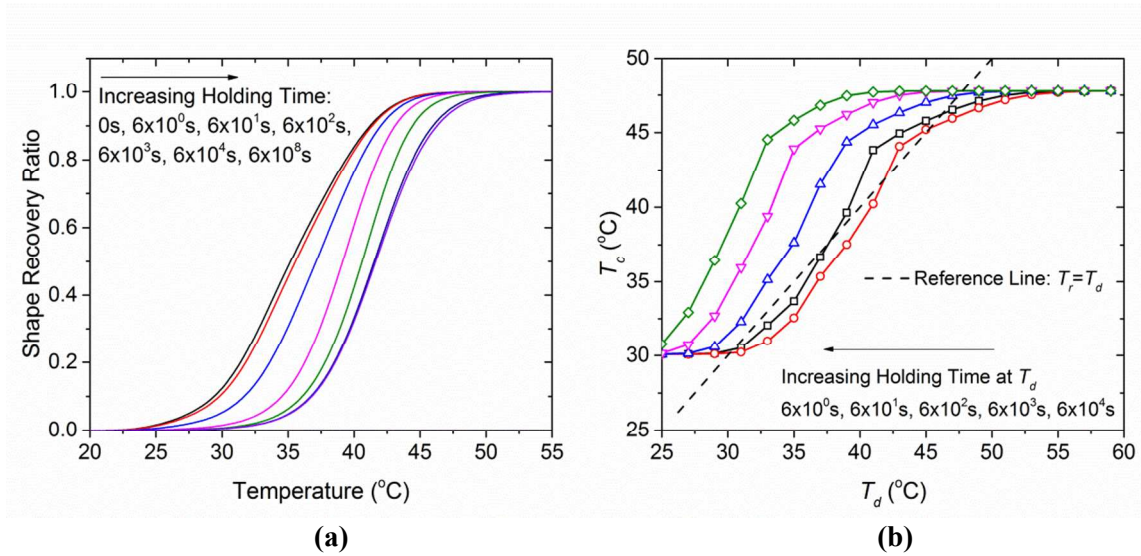 1.0
0.8
0.6
0.4
0.2
0.0
Shape Recovery Ratio
Increasing Holding Time:
0s, 6x10⁰s, 6x10¹s, 6x10²s,
6x10³s, 6x10⁴s, 6x10⁸s
20 25 30 35 40 45 50 55
Temperature (°C)
(a)
50
45
40
35
30
25
T_c (°C)
Reference Line: T_r=T_d
Increasing Holding Time at T_d
6x10⁰s, 6x10¹s, 6x10²s, 6x10³s, 6x10⁴s
25 30 35 40 45 50 55 60
T_d (°C)
(b)